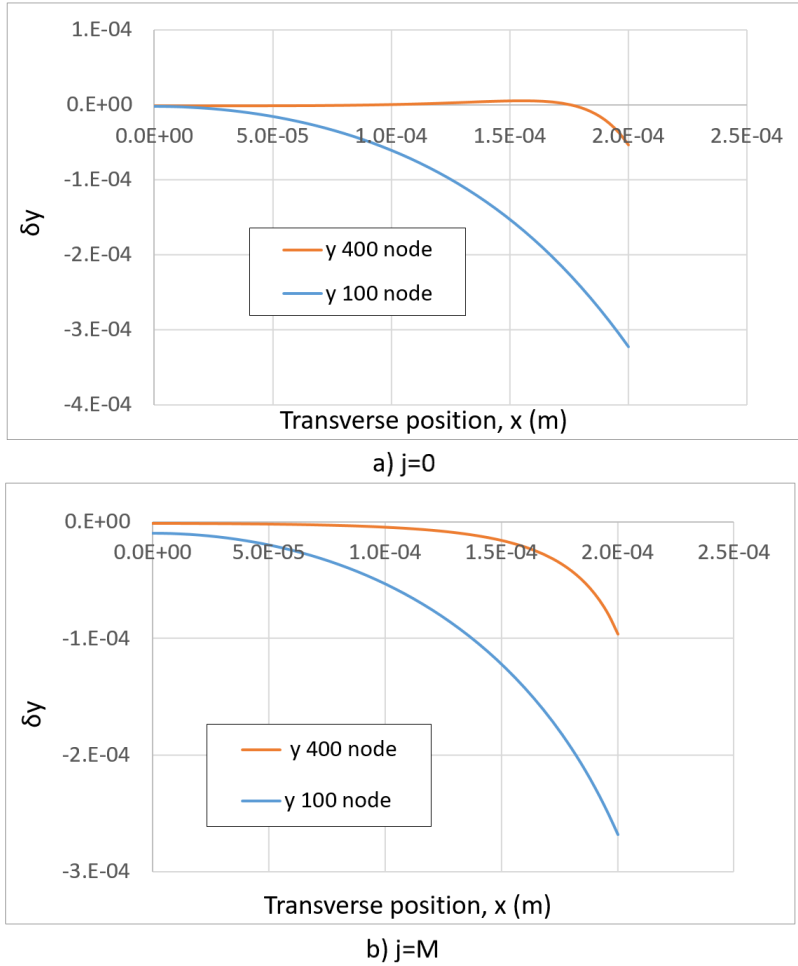 1.E-04
0.E+00
0.0E+00 5.0E-05 1.0E-04 1.5E-04 2.0E-04 2.5E-04
-1.E-04
δy
-2.E-04
y 400 node
y 100 node
-3.E-04
-4.E-04
Transverse position, x (m)
a) j=0
0.E+00
0.0E+00 5.0E-05 1.0E-04 1.5E-04 2.0E-04 2.5E-04
-1.E-04
δy
y 400 node
-2.E-04
y 100 node
-3.E-04
Transverse position, x (m)
b) j=M